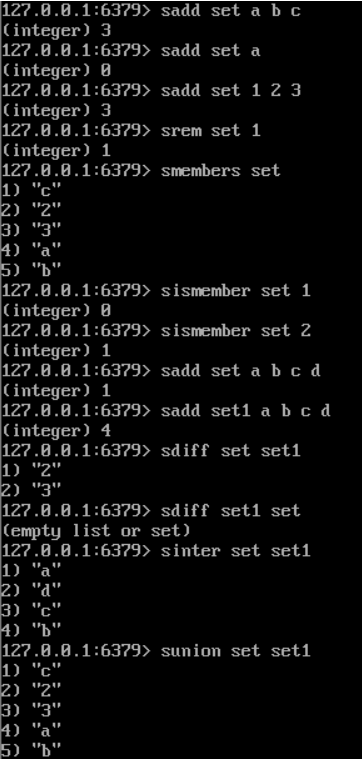 127.0.0.1:6379> sadd set a b c
(integer) 3
127.0.0.1:6379> sadd set a
(integer) 0
127.0.0.1:6379> sadd set 1 2 3
(integer) 3
127.0.0.1:6379> srem set 1
(integer) 1
127.0.0.1:6379> smembers set
1) "c"
2) "2"
3) "3"
4) "a"
5) "b"
127.0.0.1:6379> sismember set 1
(integer) 0
127.0.0.1:6379> sismember set 2
(integer) 1
127.0.0.1:6379> sadd set a b c d
(integer) 1
127.0.0.1:6379> sadd set1 a b c d
(integer) 4
127.0.0.1:6379> sdiff set set1
1) "2"
2) "3"
127.0.0.1:6379> sdiff set1 set
(empty list or set)
127.0.0.1:6379> sinter set set1
1) "a"
2) "d"
3) "c"
4) "b"
127.0.0.1:6379> sunion set set1
1) "c"
2) "2"
3) "3"
4) "a"
5) "b"